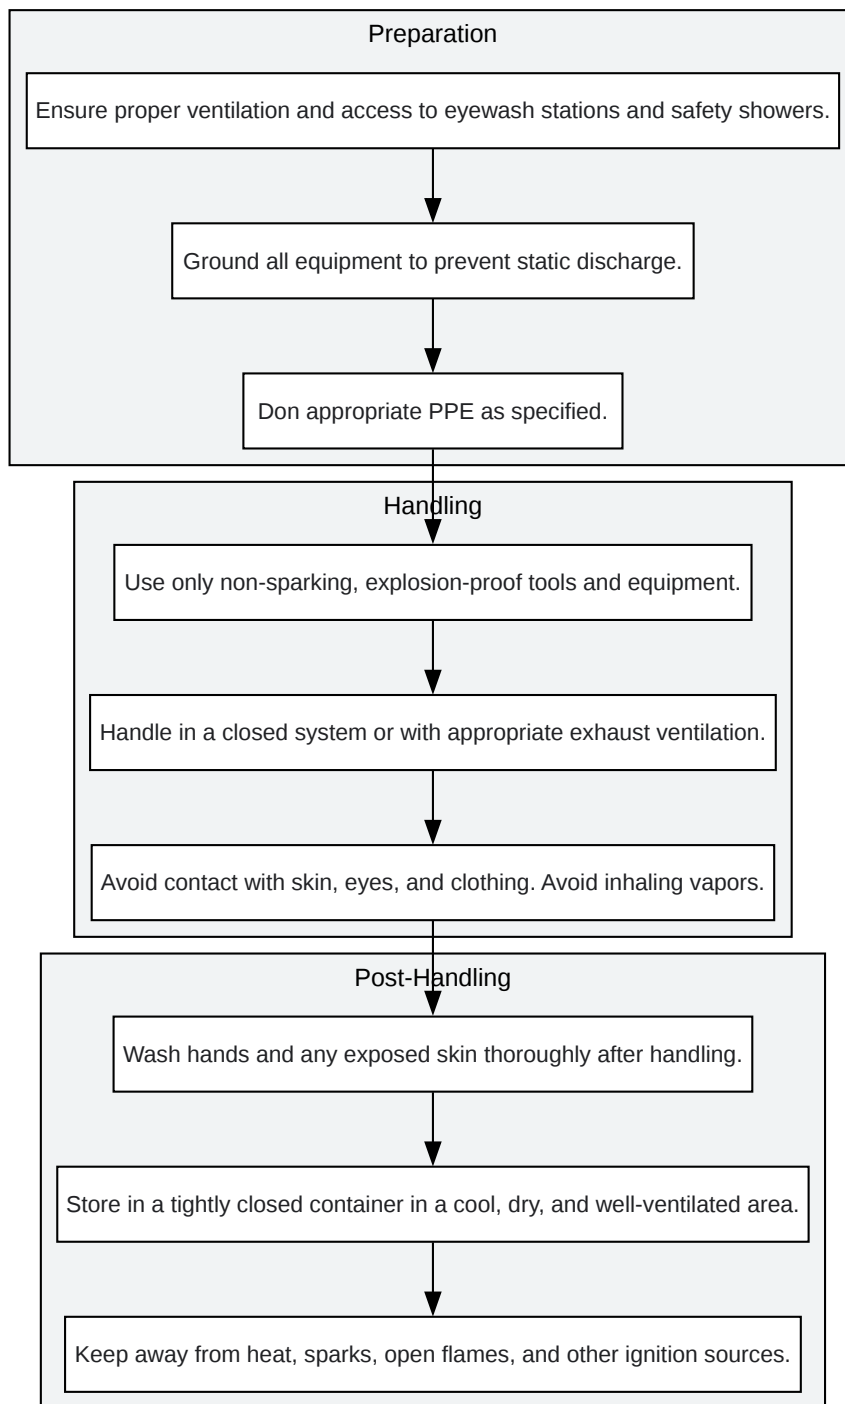 Preparation
Ensure proper ventilation and access to eyewash stations and safety showers.
Ground all equipment to prevent static discharge.
Don appropriate PPE as specified.
Handling
Use only non-sparking, explosion-proof tools and equipment.
Handle in a closed system or with appropriate exhaust ventilation.
Avoid contact with skin, eyes, and clothing. Avoid inhaling vapors.
Post-Handling
Wash hands and any exposed skin thoroughly after handling.
Store in a tightly closed container in a cool, dry, and well-ventilated area.
Keep away from heat, sparks, open flames, and other ignition sources.